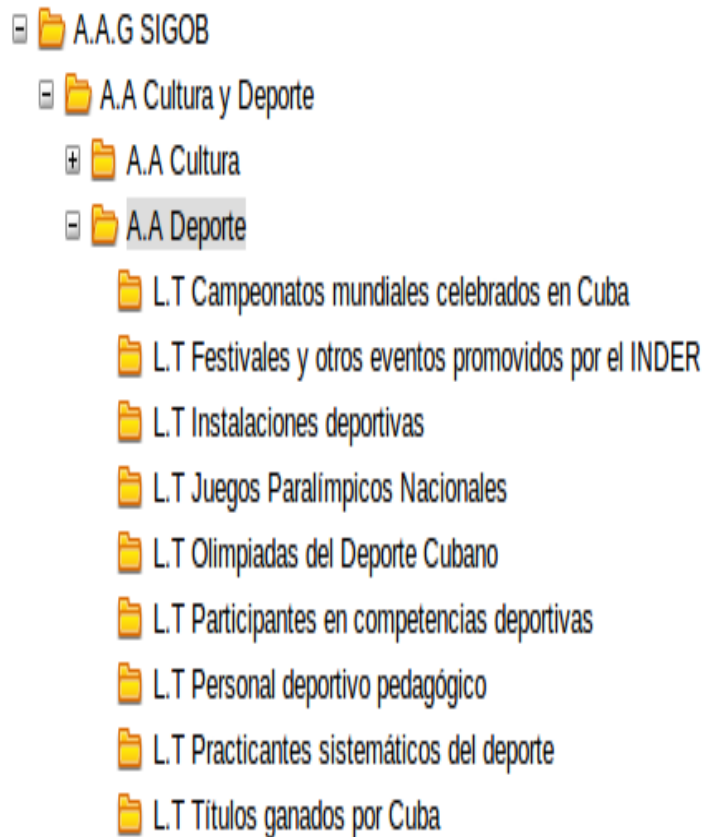 A.A.G SIGOB
A.A Cultura y Deporte
A.A Cultura
A.A Deporte
L.T Campeonatos mundiales celebrados en Cuba
L.T Festivales y otros eventos promovidos por el INDER
L.T Instalaciones deportivas
L.T Juegos Paralímpicos Nacionales
L.T Olimpiadas del Deporte Cubano
L.T Participantes en competencias deportivas
L.T Personal deportivo pedagógico
L.T Practicantes sistemáticos del deporte
L.T Títulos ganados por Cuba